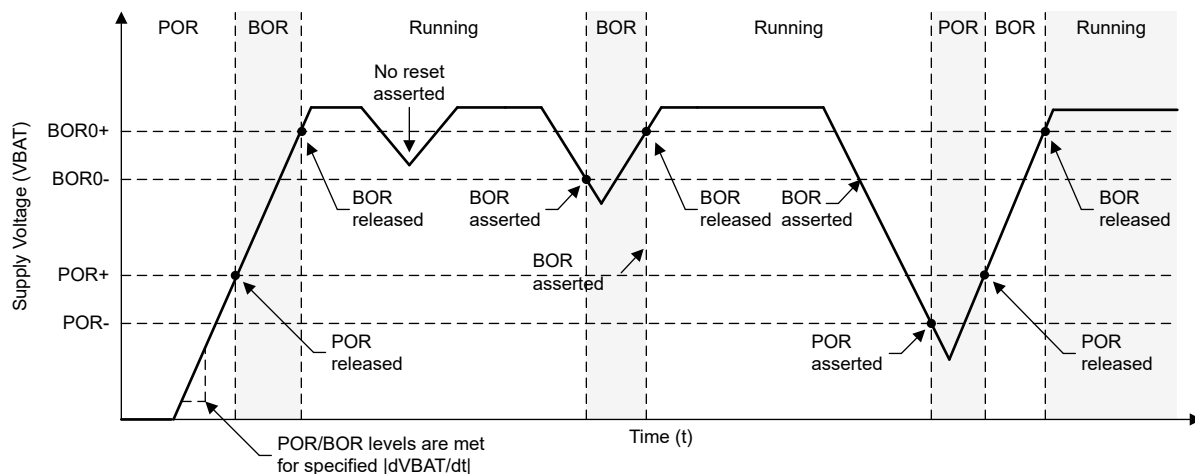 POR
BOR
Running
BOR
Running
POR
BOR
Running
No reset
asserted
BOR0+
BOR0-
BOR
released
BOR
asserted
BOR
released
BOR
asserted
BOR
released
BOR
asserted
POR+
POR-
POR
released
POR
asserted
POR
released
Supply Voltage (VBAT)
Time (t)
POR/BOR levels are met
for specified |dVBAT/dt|